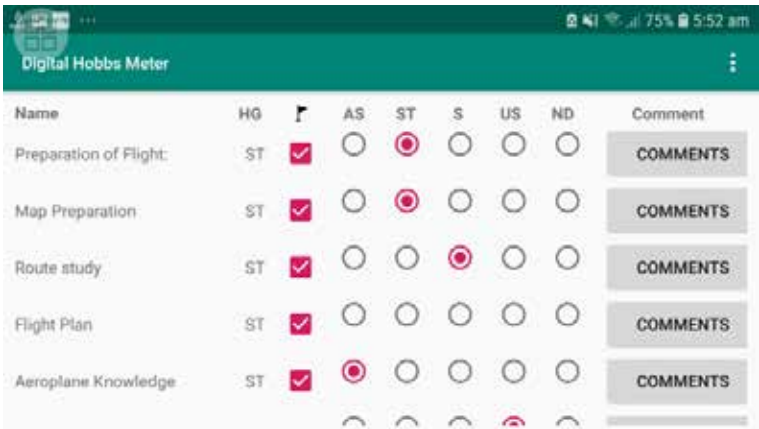 75% 5:52 am
Digital Hobbs Meter
Name HG AS ST S US ND Comment
Preparation of Flight: ST COMMENTS
Map Preparation ST COMMENTS
Route study ST COMMENTS
Flight Plan ST COMMENTS
Aeroplane Knowledge ST COMMENTS